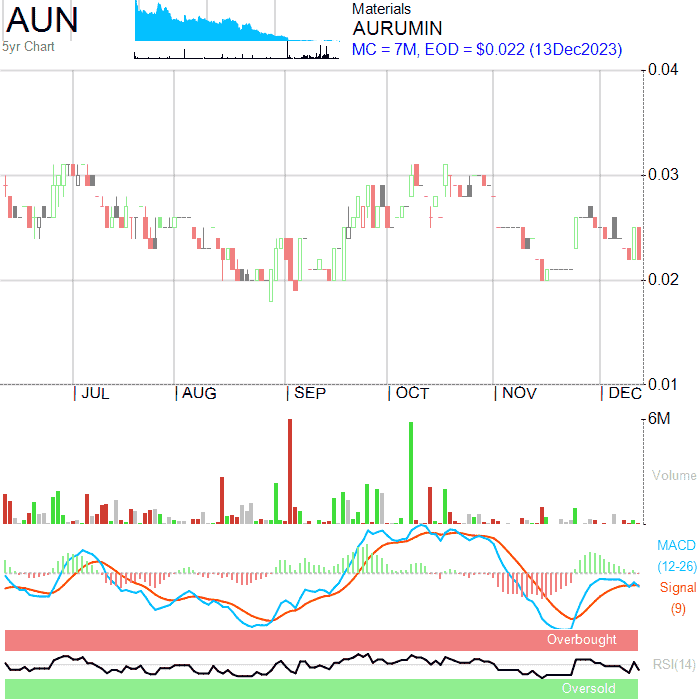 AUN
5yr Chart
Materials
AURUMIN
MC = 7M, EOD = $0.022 (13Dec2023)
0.04
0.03
0.02
0.01
JUL
AUG
SEP
OCT
NOV
DEC
6M
Volume
MACD
(12-26)
Signal
(9)
Overbought
RSI(14)
Oversold